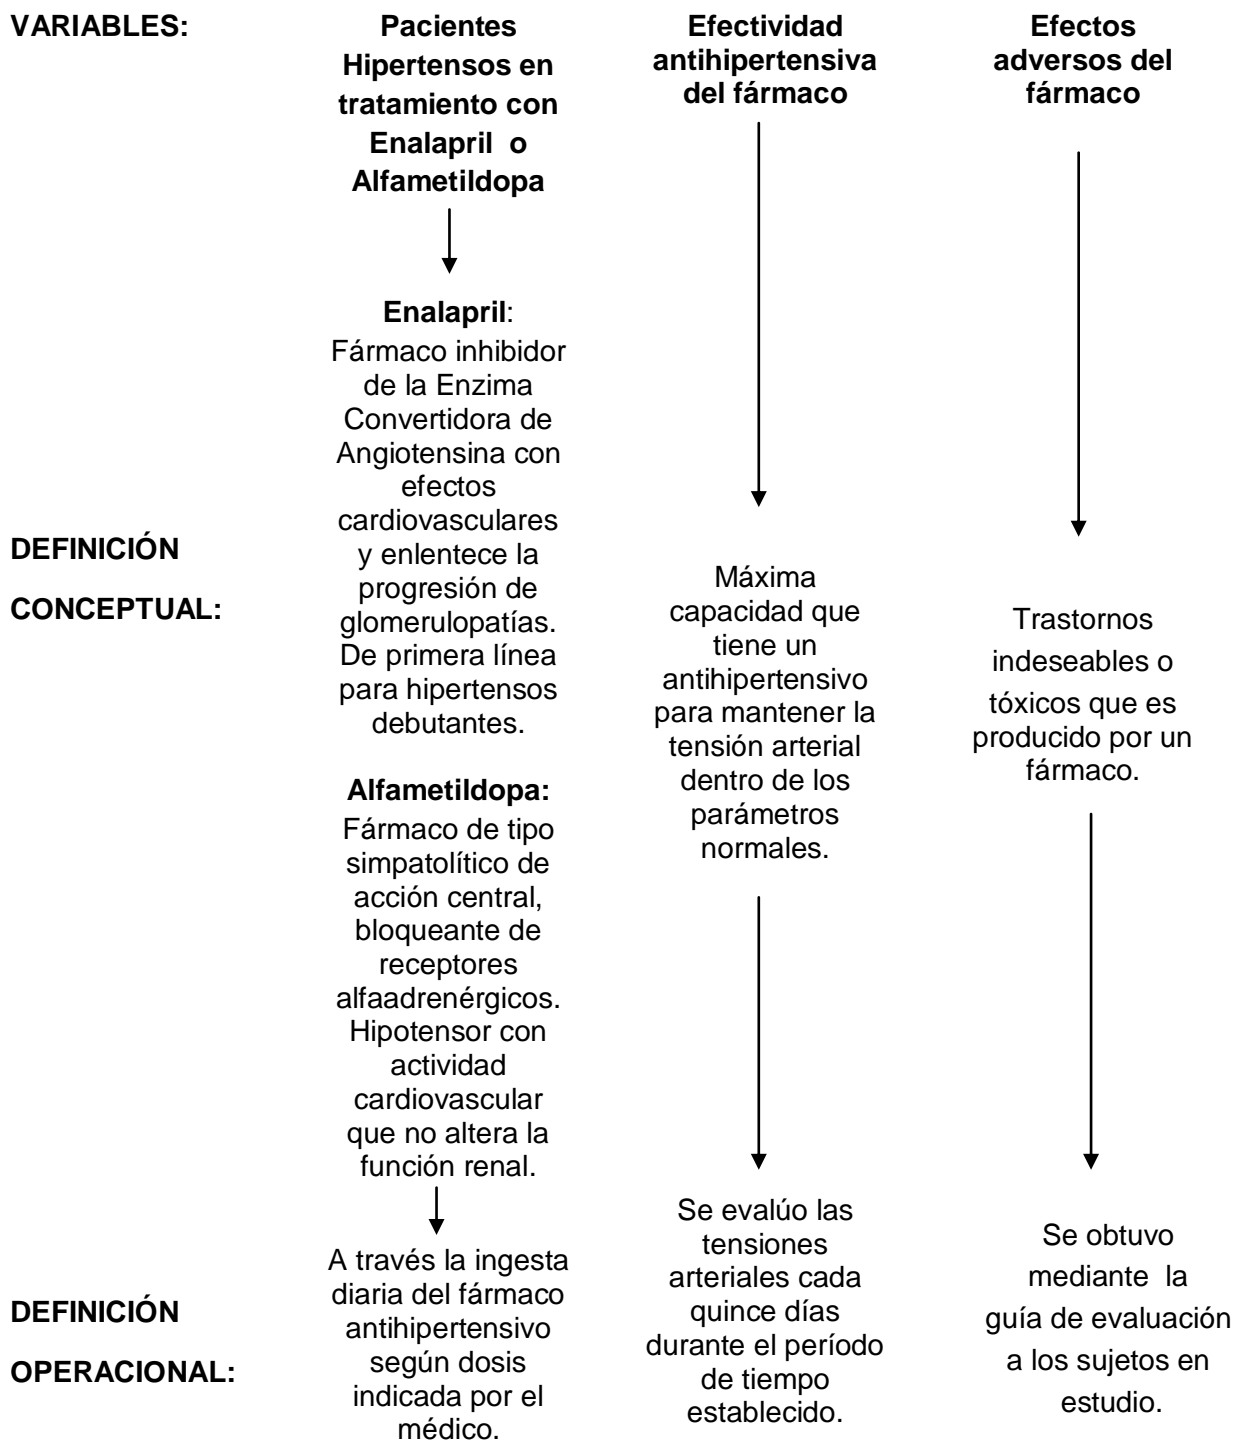 VARIABLES:
Pacientes
Hipertensos en
tratamiento con
Enalapril o
Alfametildopa
Efectividad
antihipertensiva
del fármaco
Efectos
adversos del
fármaco
DEFINICIÓN
CONCEPTUAL:
Enalapril:
Fármaco inhibidor
de la Enzima
Convertidora de
Angiotensina con
efectos
cardiovasculares
y enlentece la
progresión de
glomerulopatías.
De primera línea
para hipertensos
debutantes.
Alfametildopa:
Fármaco de tipo
simpatolítico de
acción central,
bloqueante de
receptores
alfaadrenérgicos.
Hipotensor con
actividad
cardiovascular
que no altera la
función renal.
Máxima
capacidad que
tiene un
antihipertensivo
para mantener la
tensión arterial
dentro de los
parámetros
normales.
Trastornos
indeseables o
tóxicos que es
producido por un
fármaco.
DEFINICIÓN
OPERACIONAL:
A través la ingesta
diaria del fármaco
antihipertensivo
según dosis
indicada por el
médico.
Se evalúo las
tensiones
arteriales cada
quince días
durante el período
de tiempo
establecido.
Se obtuvo
mediante la
guía de evaluación
a los sujetos en
estudio.